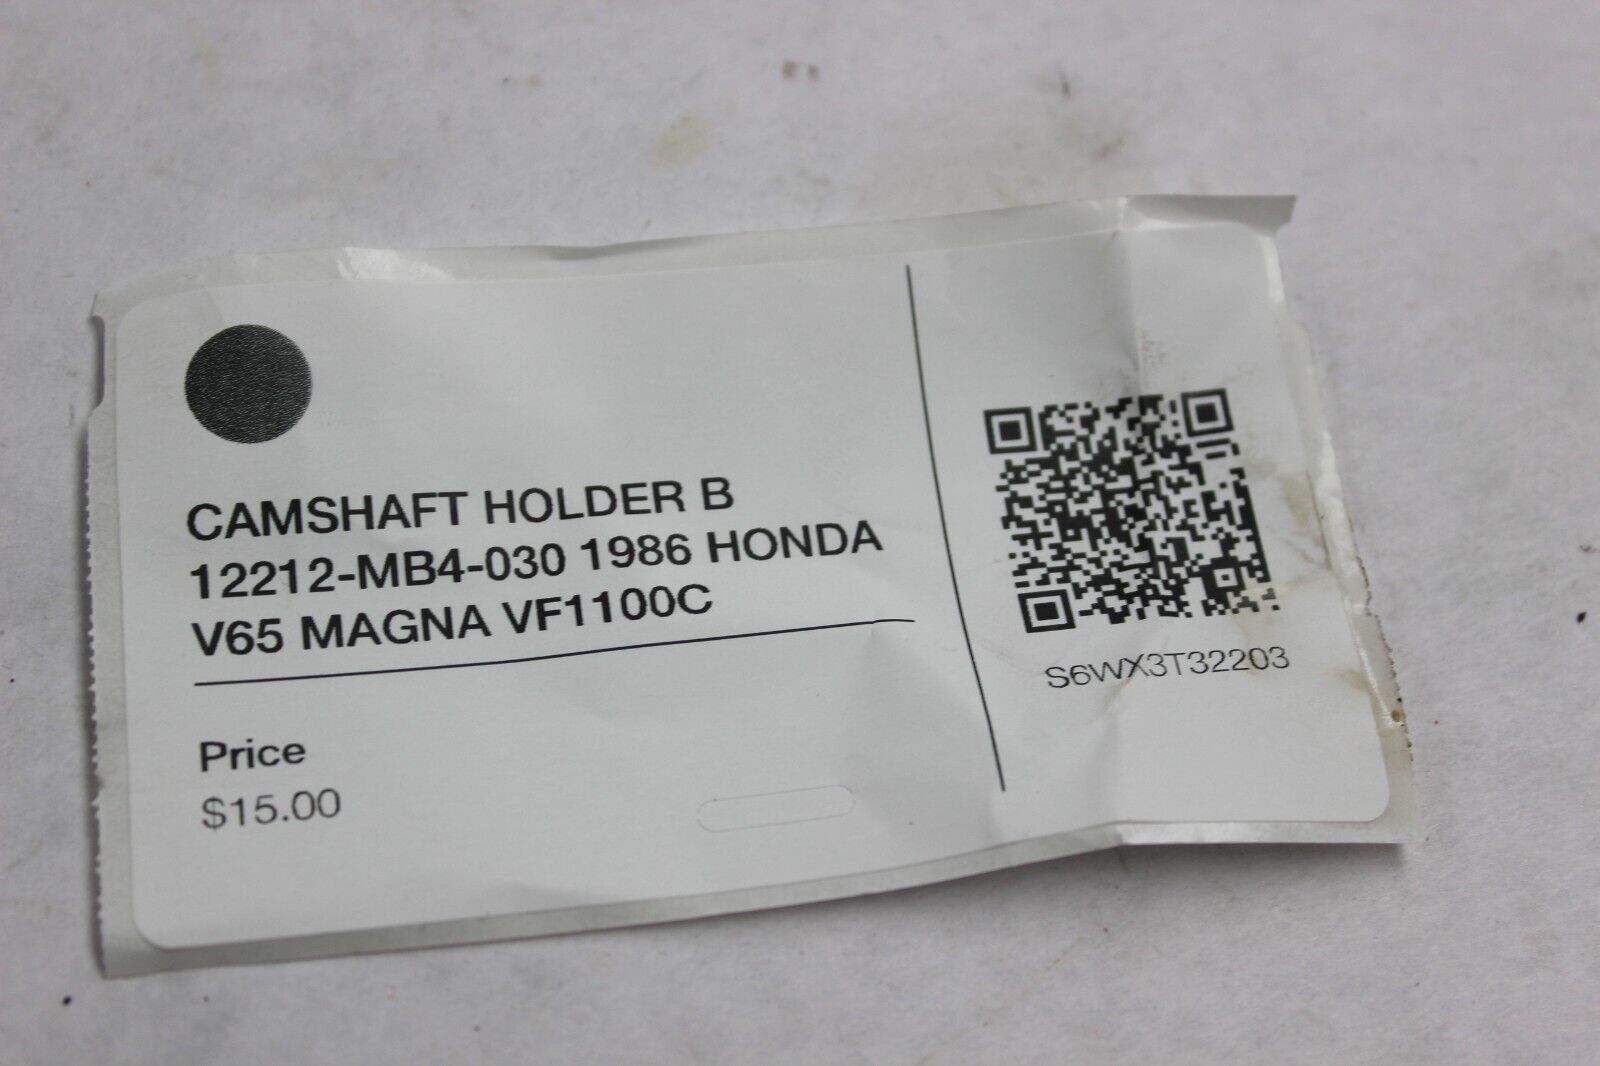 CAMSHAFT HOLDER B
12212-MB4-030 1986 HONDA
V65 MAGNA VF1100C
Price
$15.00
S6WX3T32203